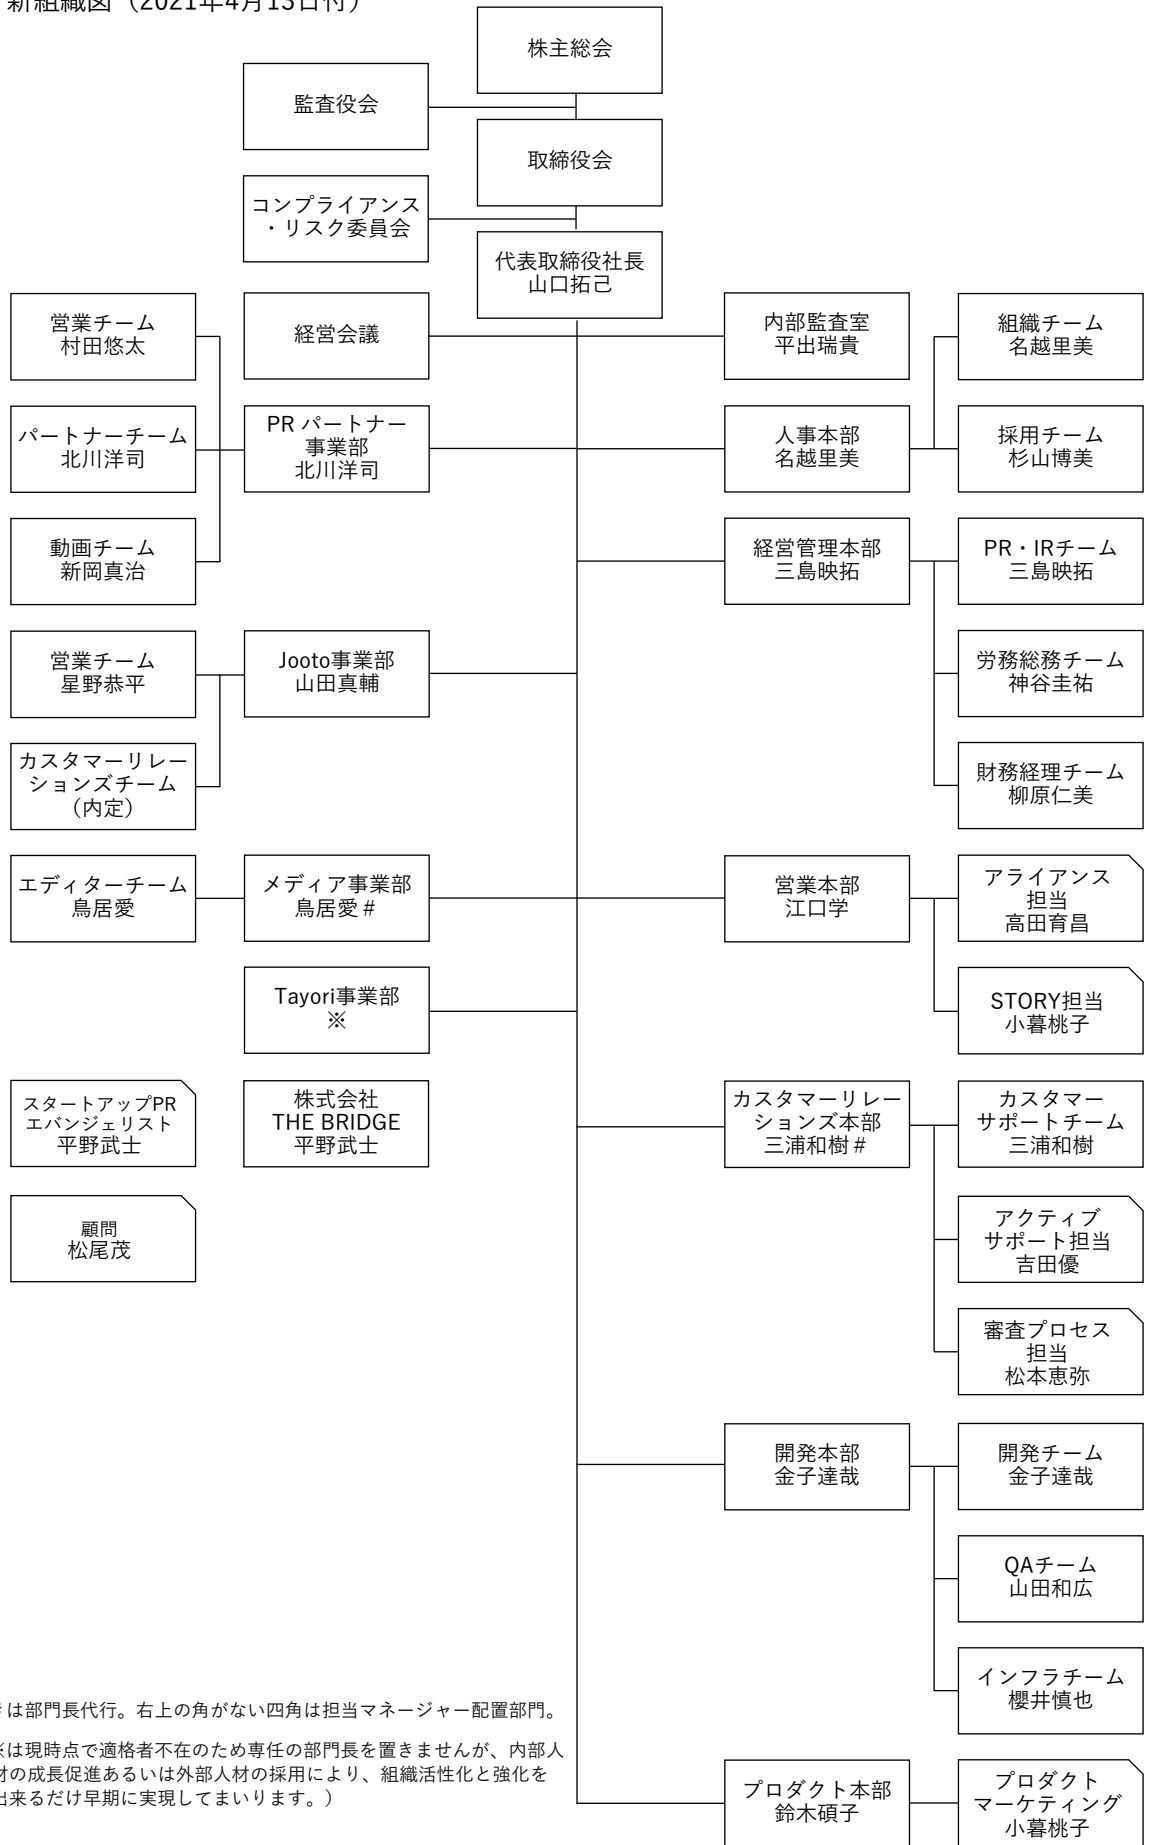 新組織図（2021年4月13日付）
株主総会
監査役会
取締役会
コンプライアンス
・リスク委員会
代表取締役社長
山口拓己
営業チーム
村田悠太
経営会議
内部監査室
平出瑞貴
組織チーム
名越里美
パートナーチーム
北川洋司
PR パートナー
事業部
北川洋司
人事本部
名越里美
採用チーム
杉山博美
動画チーム
新岡真治
経営管理本部
三島映拓
PR・IRチーム
三島映拓
営業チーム
星野恭平
Jooto事業部
山田真輔
労務総務チーム
神谷圭祐
カスタマーリレー
ションズチーム
（内定）
財務経理チーム
柳原仁美
エディターチーム
鳥居愛
メディア事業部
鳥居愛＃
営業本部
江口学
アライアンス
担当
高田育昌
Tayori事業部
※
STORY担当
小暮桃子
スタートアップPR
エバンジェリスト
平野武士
株式会社
THE BRIDGE
平野武士
カスタマーリレー
ションズ本部
三浦和樹＃
カスタマー
サポートチーム
三浦和樹
顧問
松尾茂
アクティブ
サポート担当
吉田優
審査プロセス
担当
松本恵弥
開発本部
金子達哉
開発チーム
金子達哉
QAチーム
山田和広
インフラチーム
櫻井慎也
は部門長代行。右上の角がない四角は担当マネージャー配置部門。
※は現時点で適格者不在のため専任の部門長を置きませんが、内部人
材の成長促進あるいは外部人材の採用により、組織活性化と強化を
出来るだけ早期に実現してまいります。）
プロダクト本部
鈴木碩子
プロダクト
マーケティング
小暮桃子